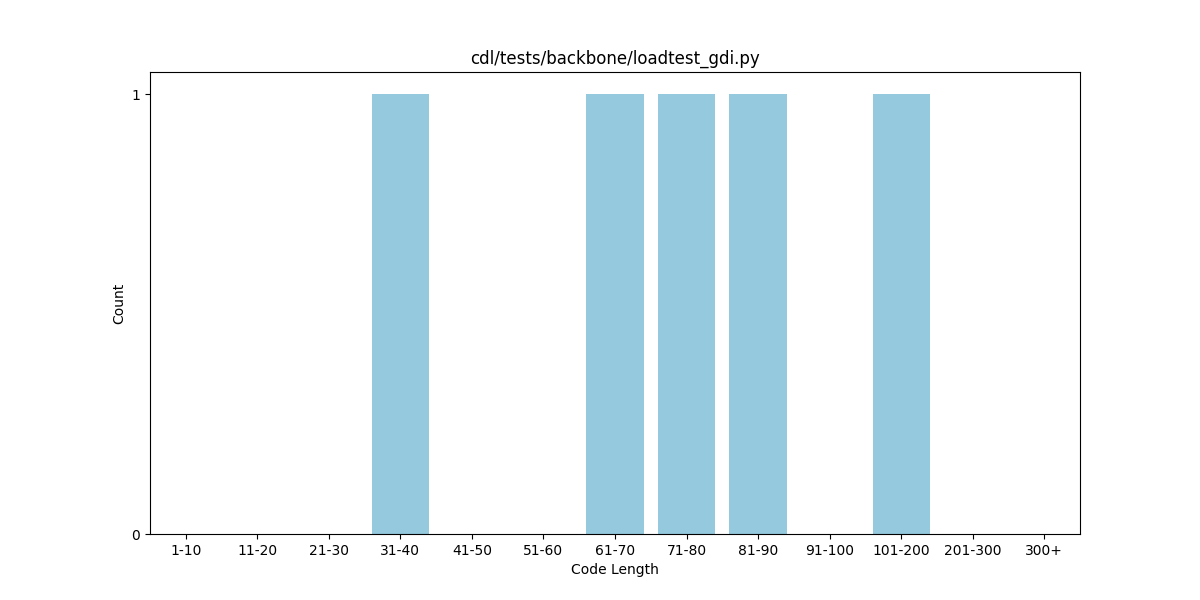 cdl/tests/backbone/loadtest_gdi.py
1
Count
0
1-10 11-20 21-30 31-40 41-50 51-60 61-70 71-80 81-90 91-100 101-200 201-300 300+
Code Length